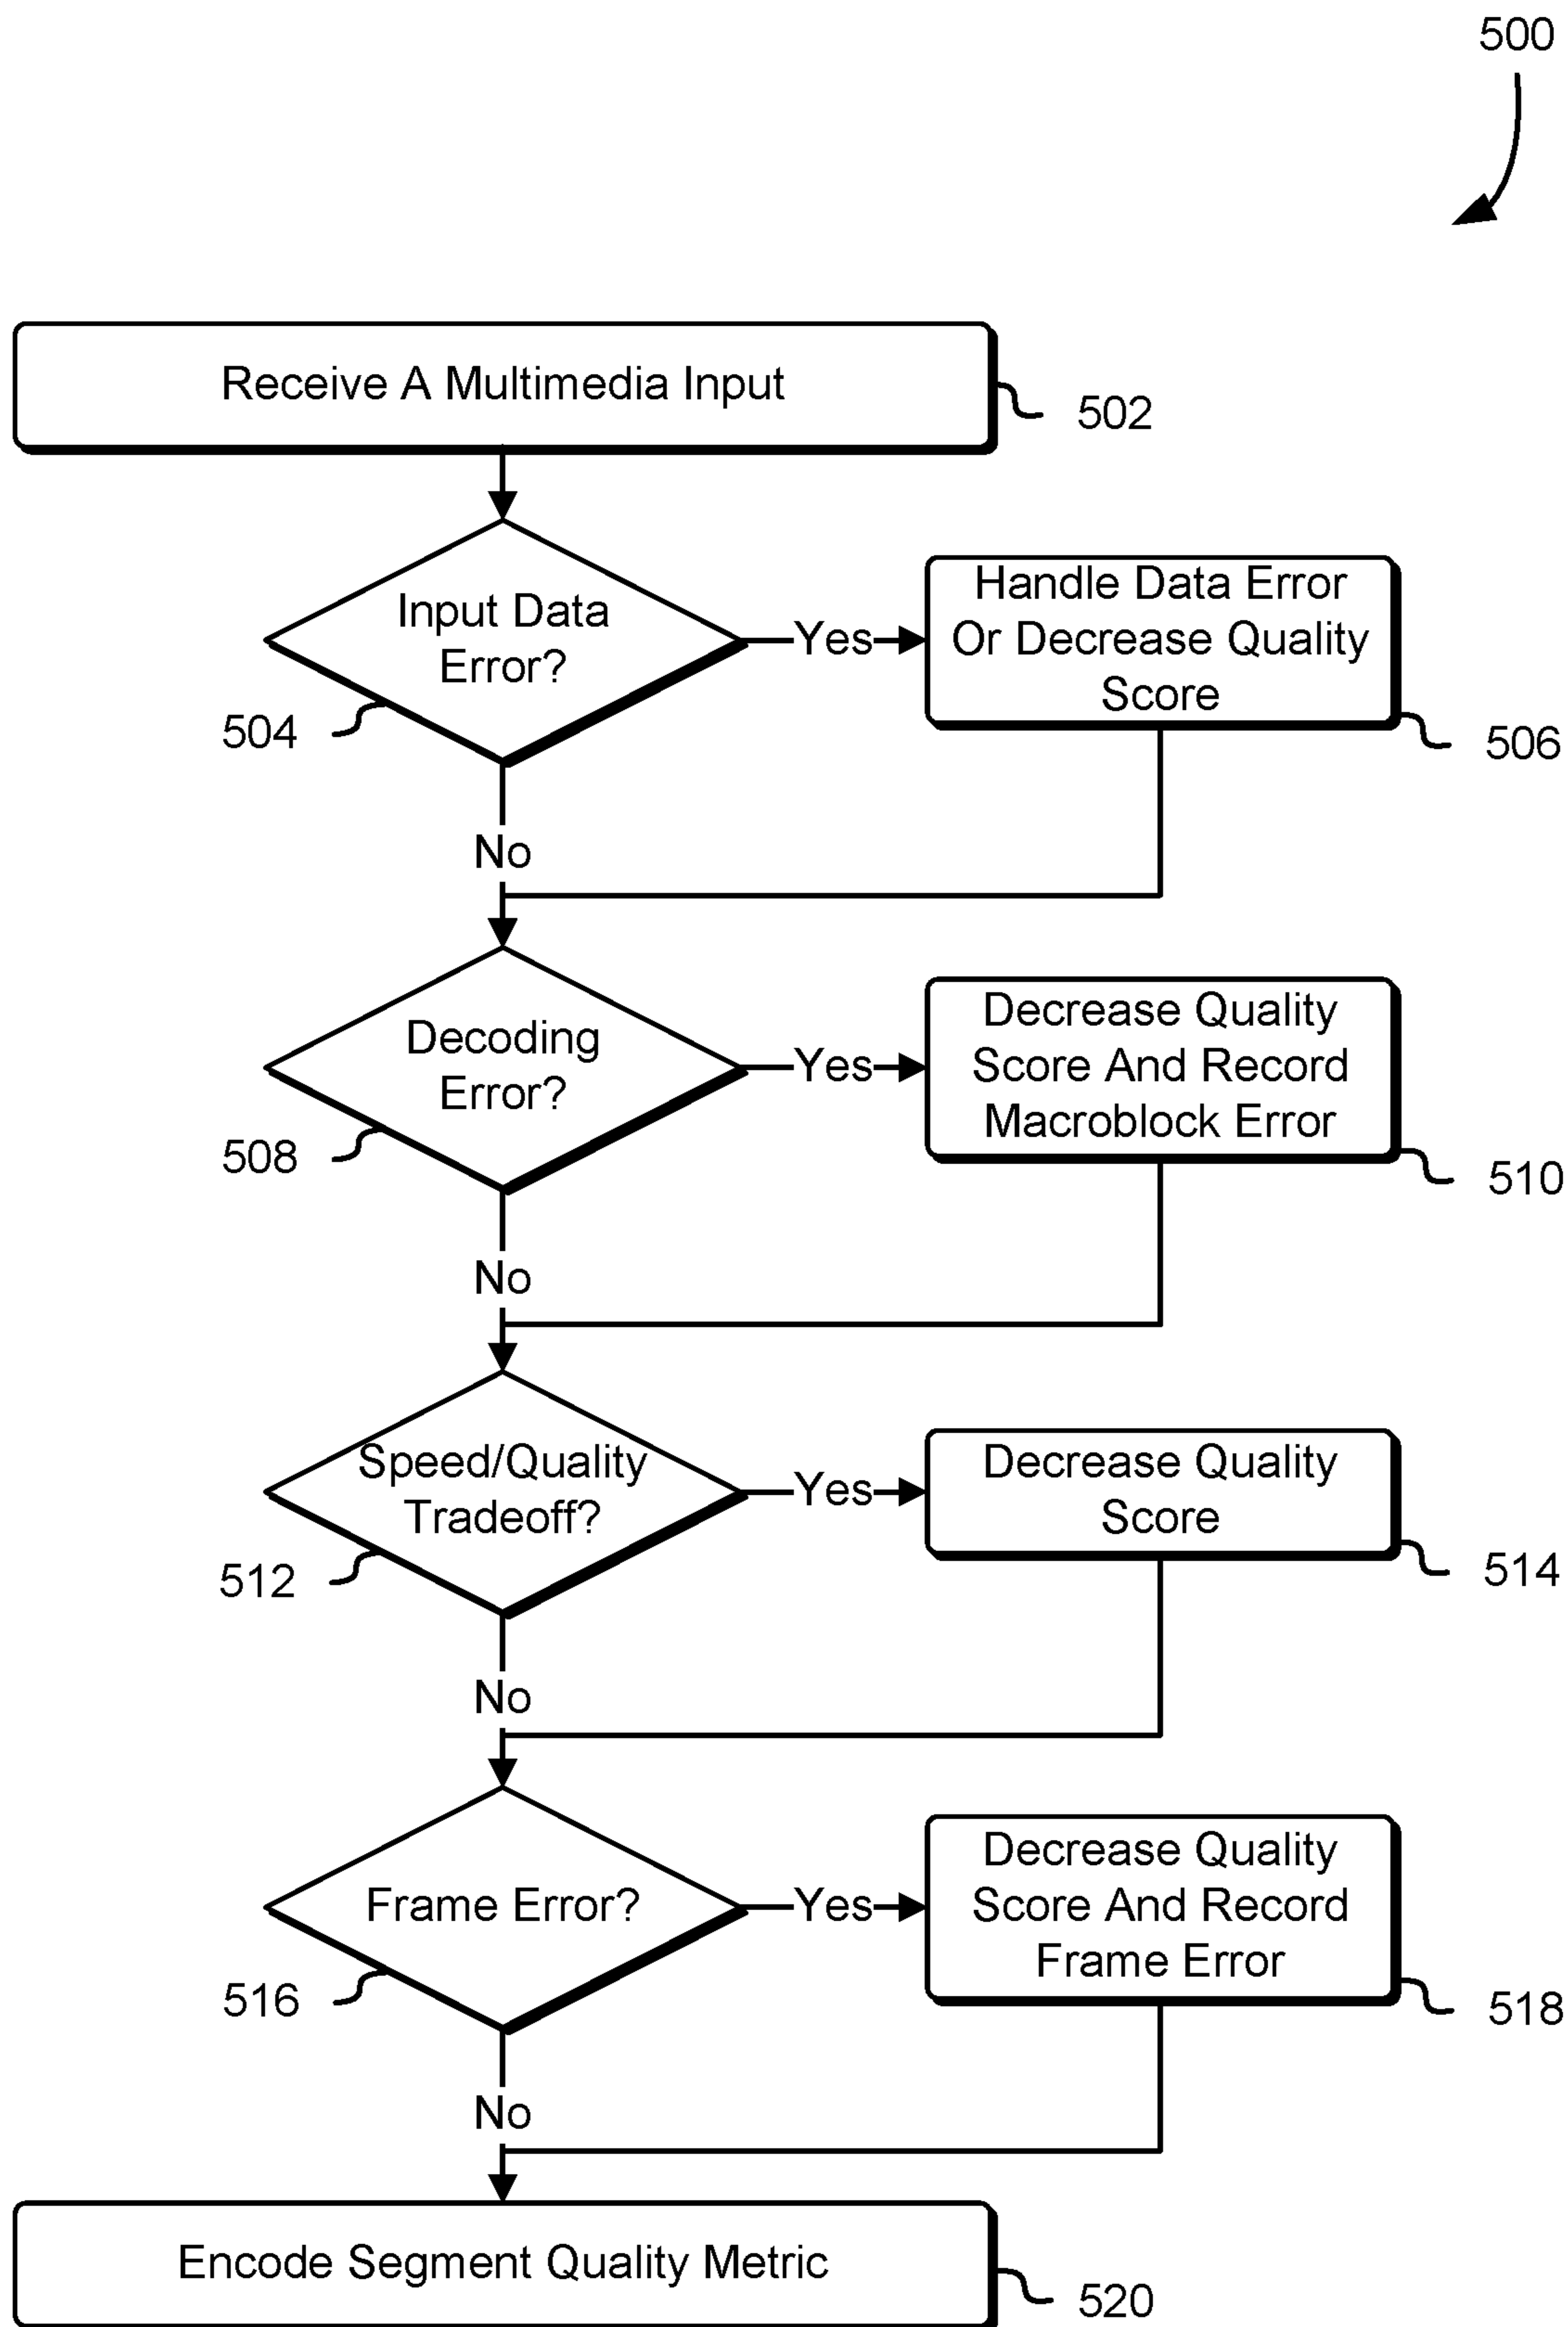 500
Receive A Multimedia Input
502
Input Data
Error?
504
Yes
Handle Data Error
Or Decrease Quality
Score
506
No
Decoding
Error?
508
Yes
Decrease Quality
Score And Record
Macroblock Error
510
No
Speed/Quality
Tradeoff?
512
Yes
Decrease Quality
Score
514
No
Frame Error?
516
Yes
Decrease Quality
Score And Record
Frame Error
518
No
Encode Segment Quality Metric
520